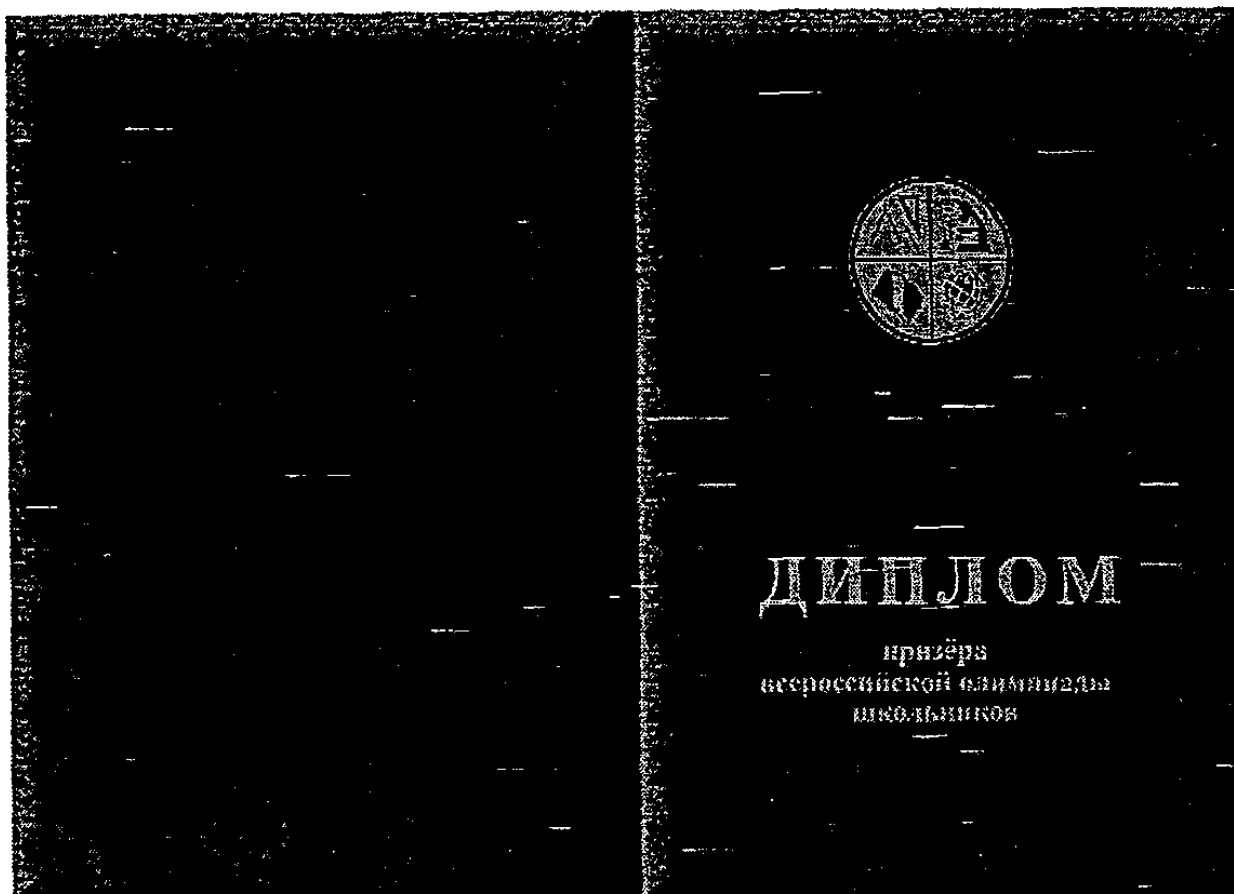 ДИПЛОМ
призёра
всероссийской олимпиады
школьников